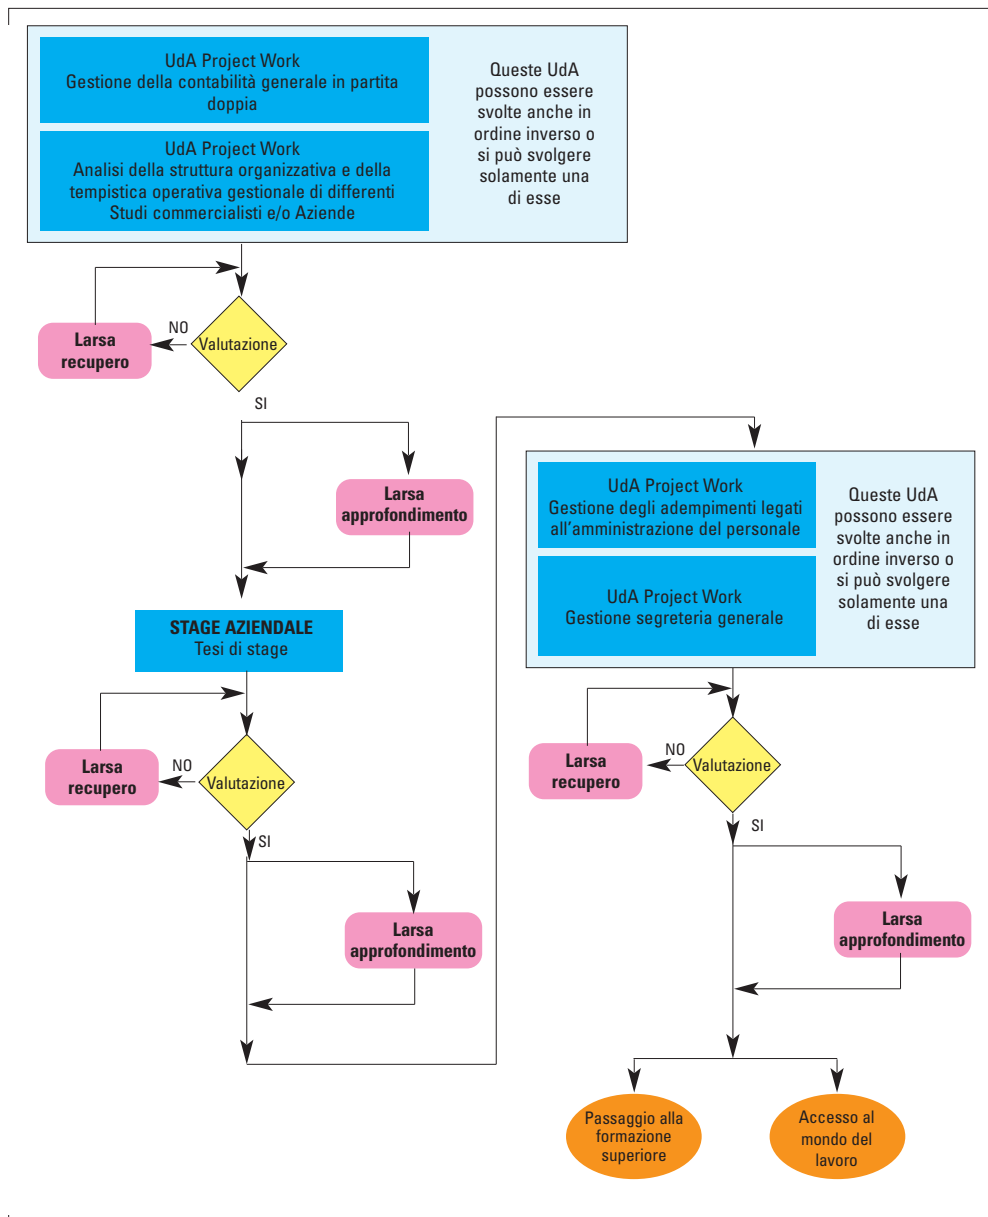 UdA Project Work
Gestione della contabilità generale in partita
doppia
UdA Project Work
Analisi della struttura organizzativa e della
tempistica operativa gestionale di differenti
Studi commercialisti e/o Aziende
Queste UdA
possono essere
svolte anche in
ordine inverso o
si può svolgere
solamente una
di esse
Larsa
recupero
NO
Valutazione
SI
Larsa
approfondimento
STAGE AZIENDALE
Tesi di stage
Larsa
recupero
NO
Valutazione
SI
Larsa
approfondimento
UdA Project Work
Gestione degli adempimenti legati
all'amministrazione del personale
UdA Project Work
Gestione segreteria generale
Queste UdA
possono essere
svolte anche in
ordine inverso o
si può svolgere
solamente una
di esse
Larsa
recupero
NO
Valutazione
SI
Larsa
approfondimento
Passaggio alla
formazione
superiore
Accesso al
mondo del
lavoro